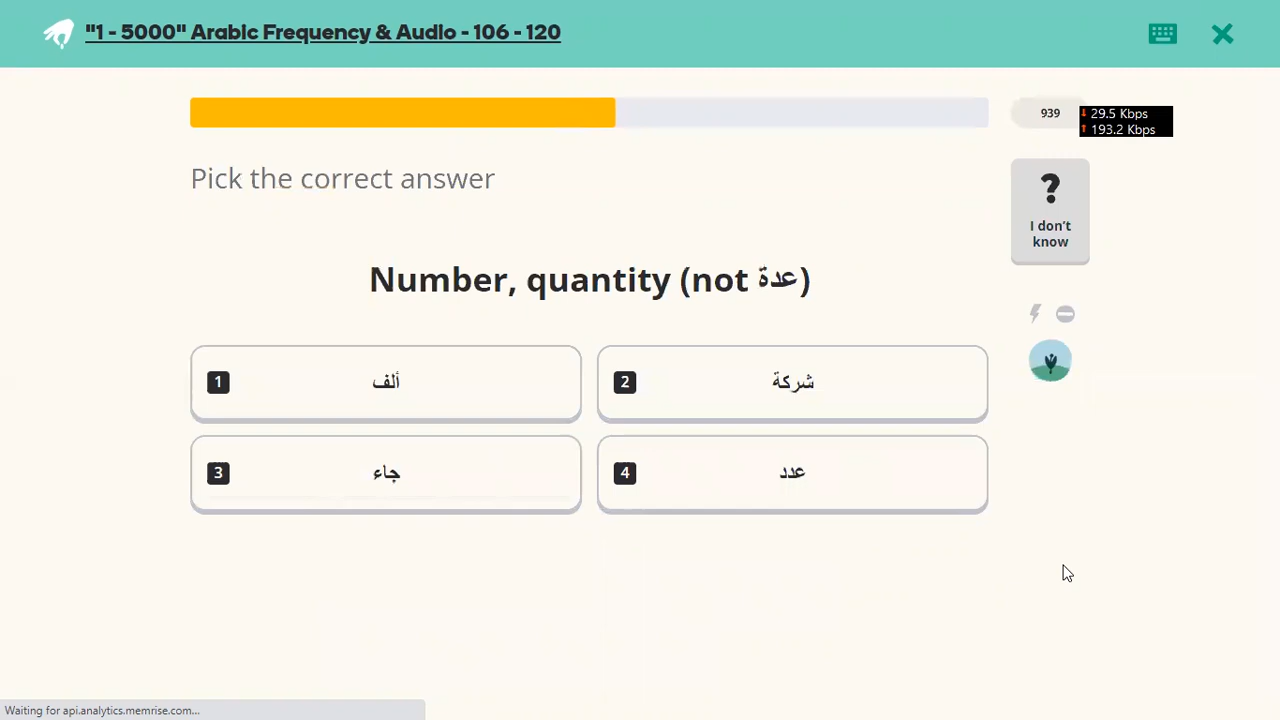 "1 - 5000" Arabic Frequency & Audio - 106 - 120
939
29.5 Kbps
193.2 Kbps
Pick the correct answer
?
I don't know
Number, quantity (not عدة)
1 ألف
2 شركة
3 جاء
4 عدد
Waiting for api.analytics.memrise.com...